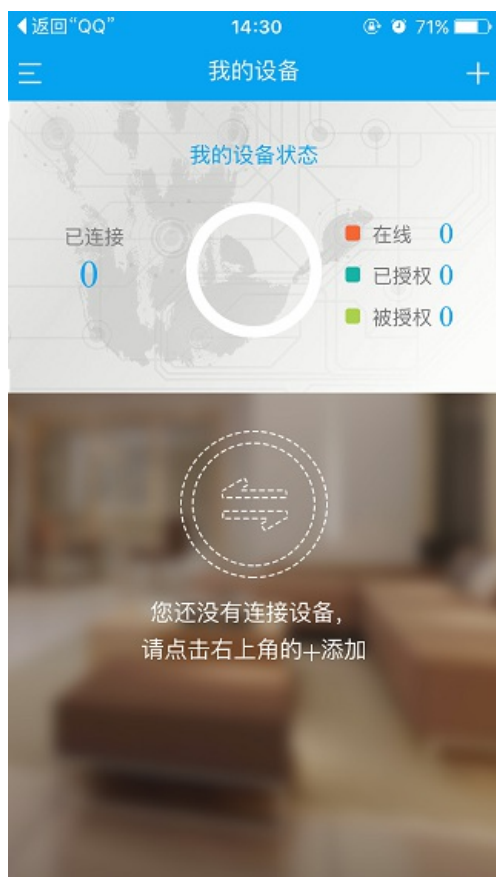 返回“QQ” 14:30 71%
我的设备 +
我的设备状态
已连接
0
在线 0
已授权 0
被授权 0
您还没有连接设备，
请点击右上角的+添加